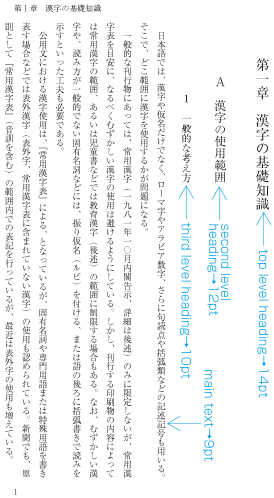 第1章　漢字の基礎知識
第一章　漢字の基礎知識
A　漢字の使用範囲
1　一般的な考え方
日本語では、漢字や仮名だけでなく、ローマ字やアラビア数字、さらに句読点や括弧類などの記述記号も用いる。
そこで、どこ範囲に漢字を使用するかが問題になる。
一般的な刊行物にあっては、常用漢字（一九八一年一〇月内閣告示・詳細は後述）のみに限定しないが、常用漢
字表を目安に、なるべくむずかしい漢字の使用は避けるようにしている。しかし、刊行する印刷物の内容によって
は常用漢字の範囲、あるいは児童書などでは教育漢字（後述）の範囲に制限する場合もある。なお、むずかしい漢
字や、読み方が一般的でない固有名詞などには、振り仮名（ルビ）を付ける、または語の後ろに括弧書きで読みを
示すといった工夫も必要である。
公用文における漢字使用は、『常用漢字表』による、となっているが、固有名詞や専門用語または特殊用語を書き
表す場合などでは表外漢字（表外字、常用漢字表に含まれていない漢字）の使用も認められている。新聞でも、原
則として『常用漢字表』（音訓を含む）の範囲内での表記を行っているが、最近は表外字の使用も増えている。
top level heading→14pt
second level
heading→12pt
third level heading→10pt
main text→9pt
1